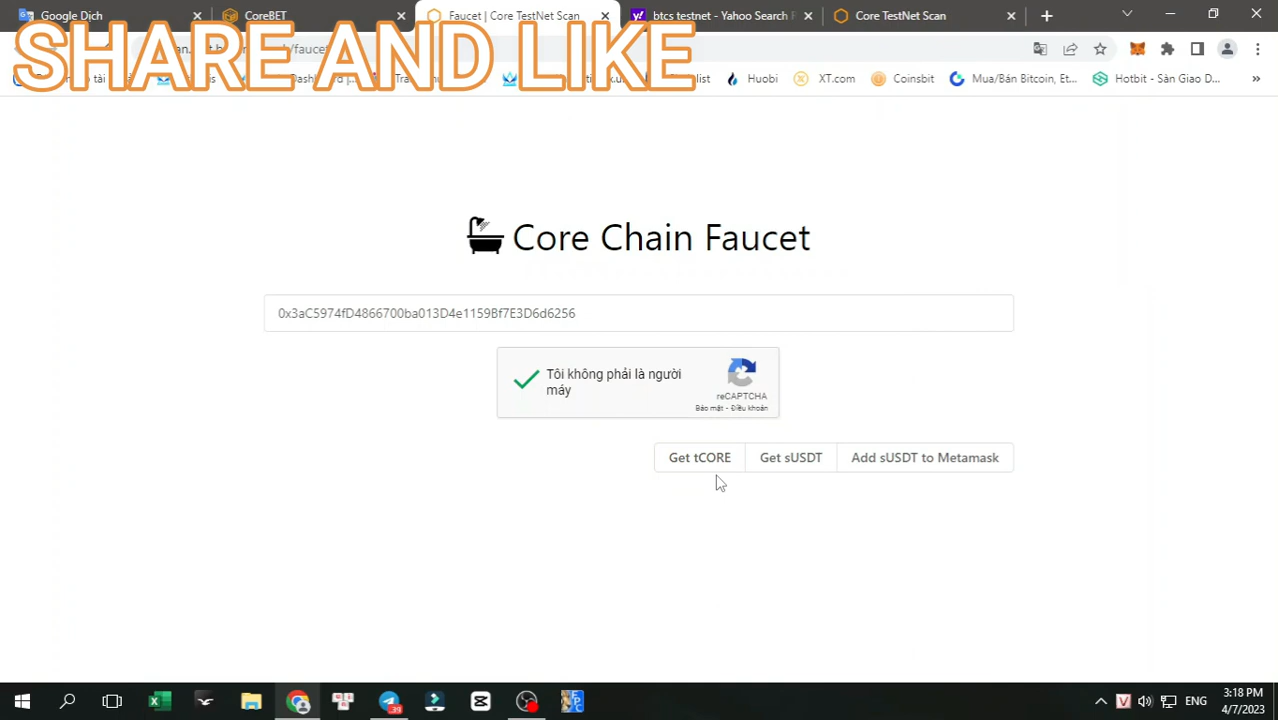 Google Dịch
CoreBET
Faucet | Core TestNet Scan
btcs testnet - Yahoo Search
Core TestNet Scan
SHARE AND LIKE
Huobi
XT.com
Coinsbit
Mua/Bán Bitcoin, Et...
Hotbit - Sàn Giao D...
Core Chain Faucet
0x3aC5974fD4866700ba013D4e1159Bf7E3D6d6256
Tôi không phải là người
máy
reCAPTCHA
Bảo mật - Điều khoản
Get tCORE
Get sUSDT
Add sUSDT to Metamask
39
ENG
3:18 PM
4/7/2023